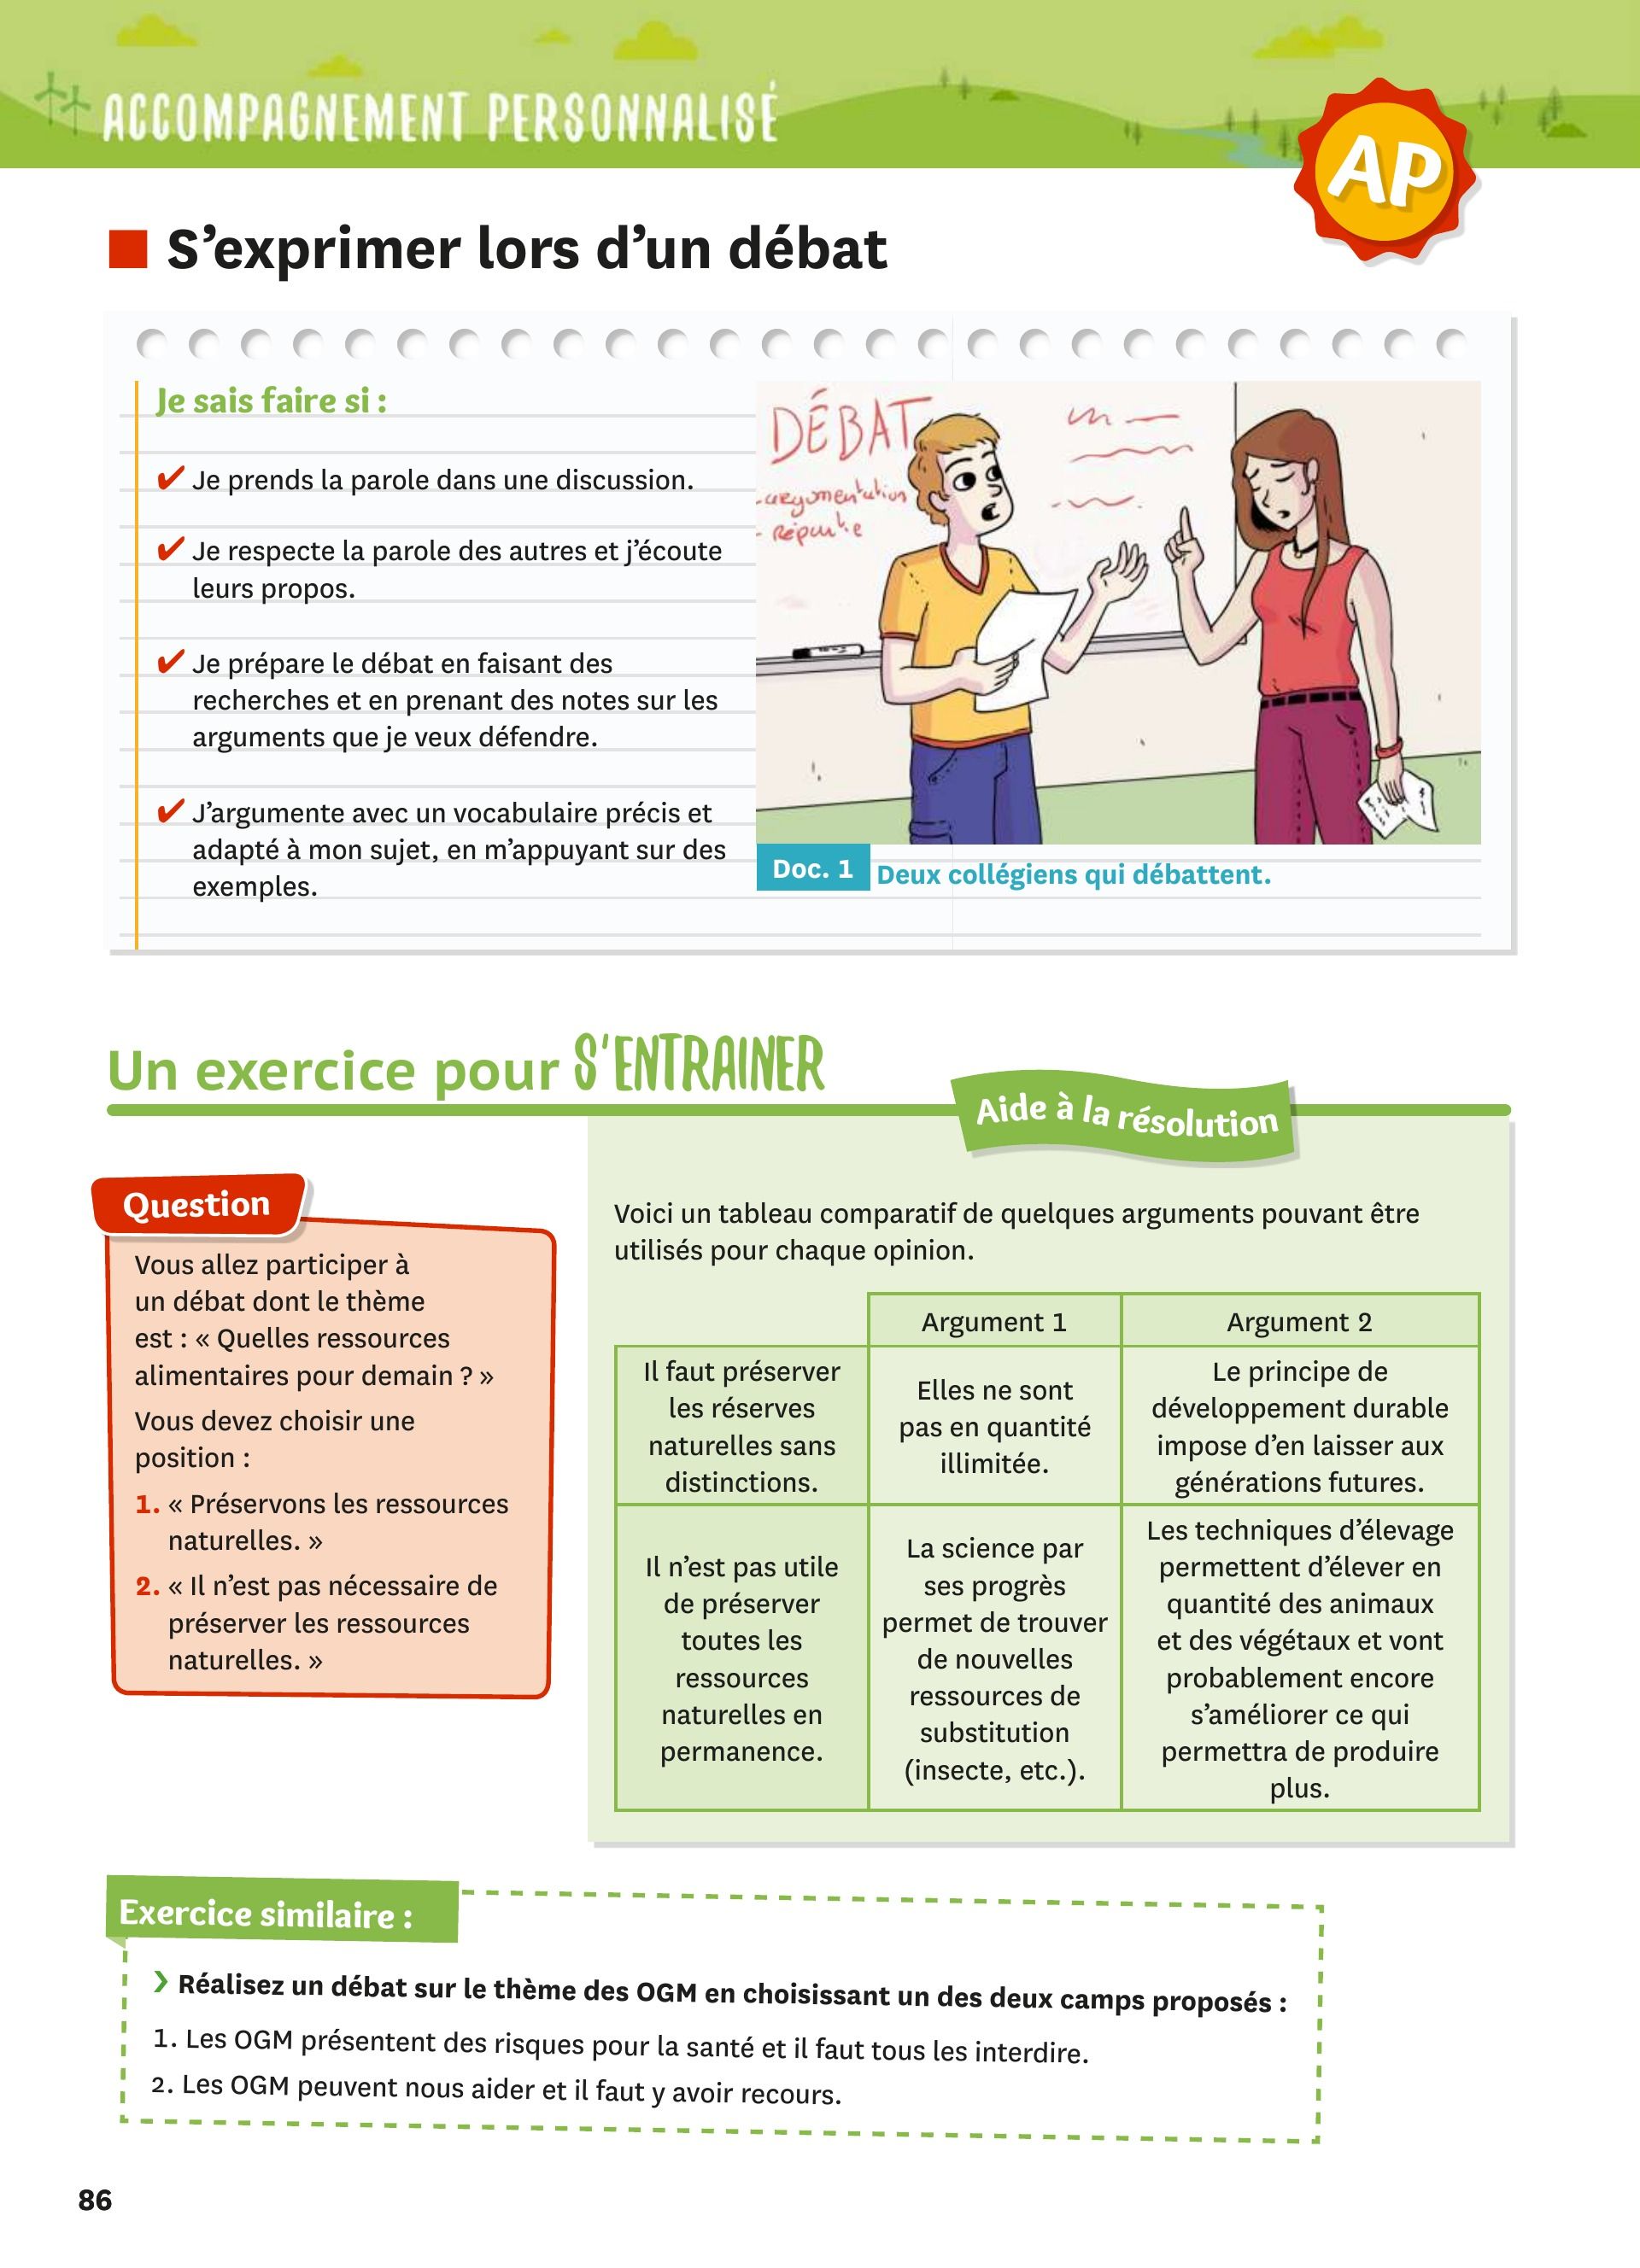 ACCOMPAGNEMENT PERSONNALISÉ
AP
S’exprimer lors d’un débat
Je sais faire si :
✔ Je prends la parole dans une discussion.
✔ Je respecte la parole des autres et j’écoute
leurs propos.
✔ Je prépare le débat en faisant des
recherches et en prenant des notes sur les
arguments que je veux défendre.
✔ J’argumente avec un vocabulaire précis et
adapté à mon sujet, en m’appuyant sur des
exemples.
DÉBAT
- argumentation
- Répartie
Doc. 1 Deux collégiens qui débattent.
Un exercice pour S'ENTRAINER
Aide à la résolution
Question
Vous allez participer à
un débat dont le thème
est : « Quelles ressources
alimentaires pour demain ? »
Vous devez choisir une
position :
1. « Préservons les ressources
naturelles. »
2. « Il n’est pas nécessaire de
préserver les ressources
naturelles. »
Voici un tableau comparatif de quelques arguments pouvant être
utilisés pour chaque opinion.
Argument 1
Argument 2
Il faut préserver
les réserves
naturelles sans
distinctions.
Elles ne sont
pas en quantité
illimitée.
Le principe de
développement durable
impose d’en laisser aux
générations futures.
Il n’est pas utile
de préserver
toutes les
ressources
naturelles en
permanence.
La science par
ses progrès
permet de trouver
de nouvelles
ressources de
substitution
(insecte, etc.).
Les techniques d’élevage
permettent d’élever en
quantité des animaux
et des végétaux et vont
probablement encore
s’améliorer ce qui
permettra de produire
plus.
Exercice similaire :
› Réalisez un débat sur le thème des OGM en choisissant un des deux camps proposés :
1. Les OGM présentent des risques pour la santé et il faut tous les interdire.
2. Les OGM peuvent nous aider et il faut y avoir recours.
86